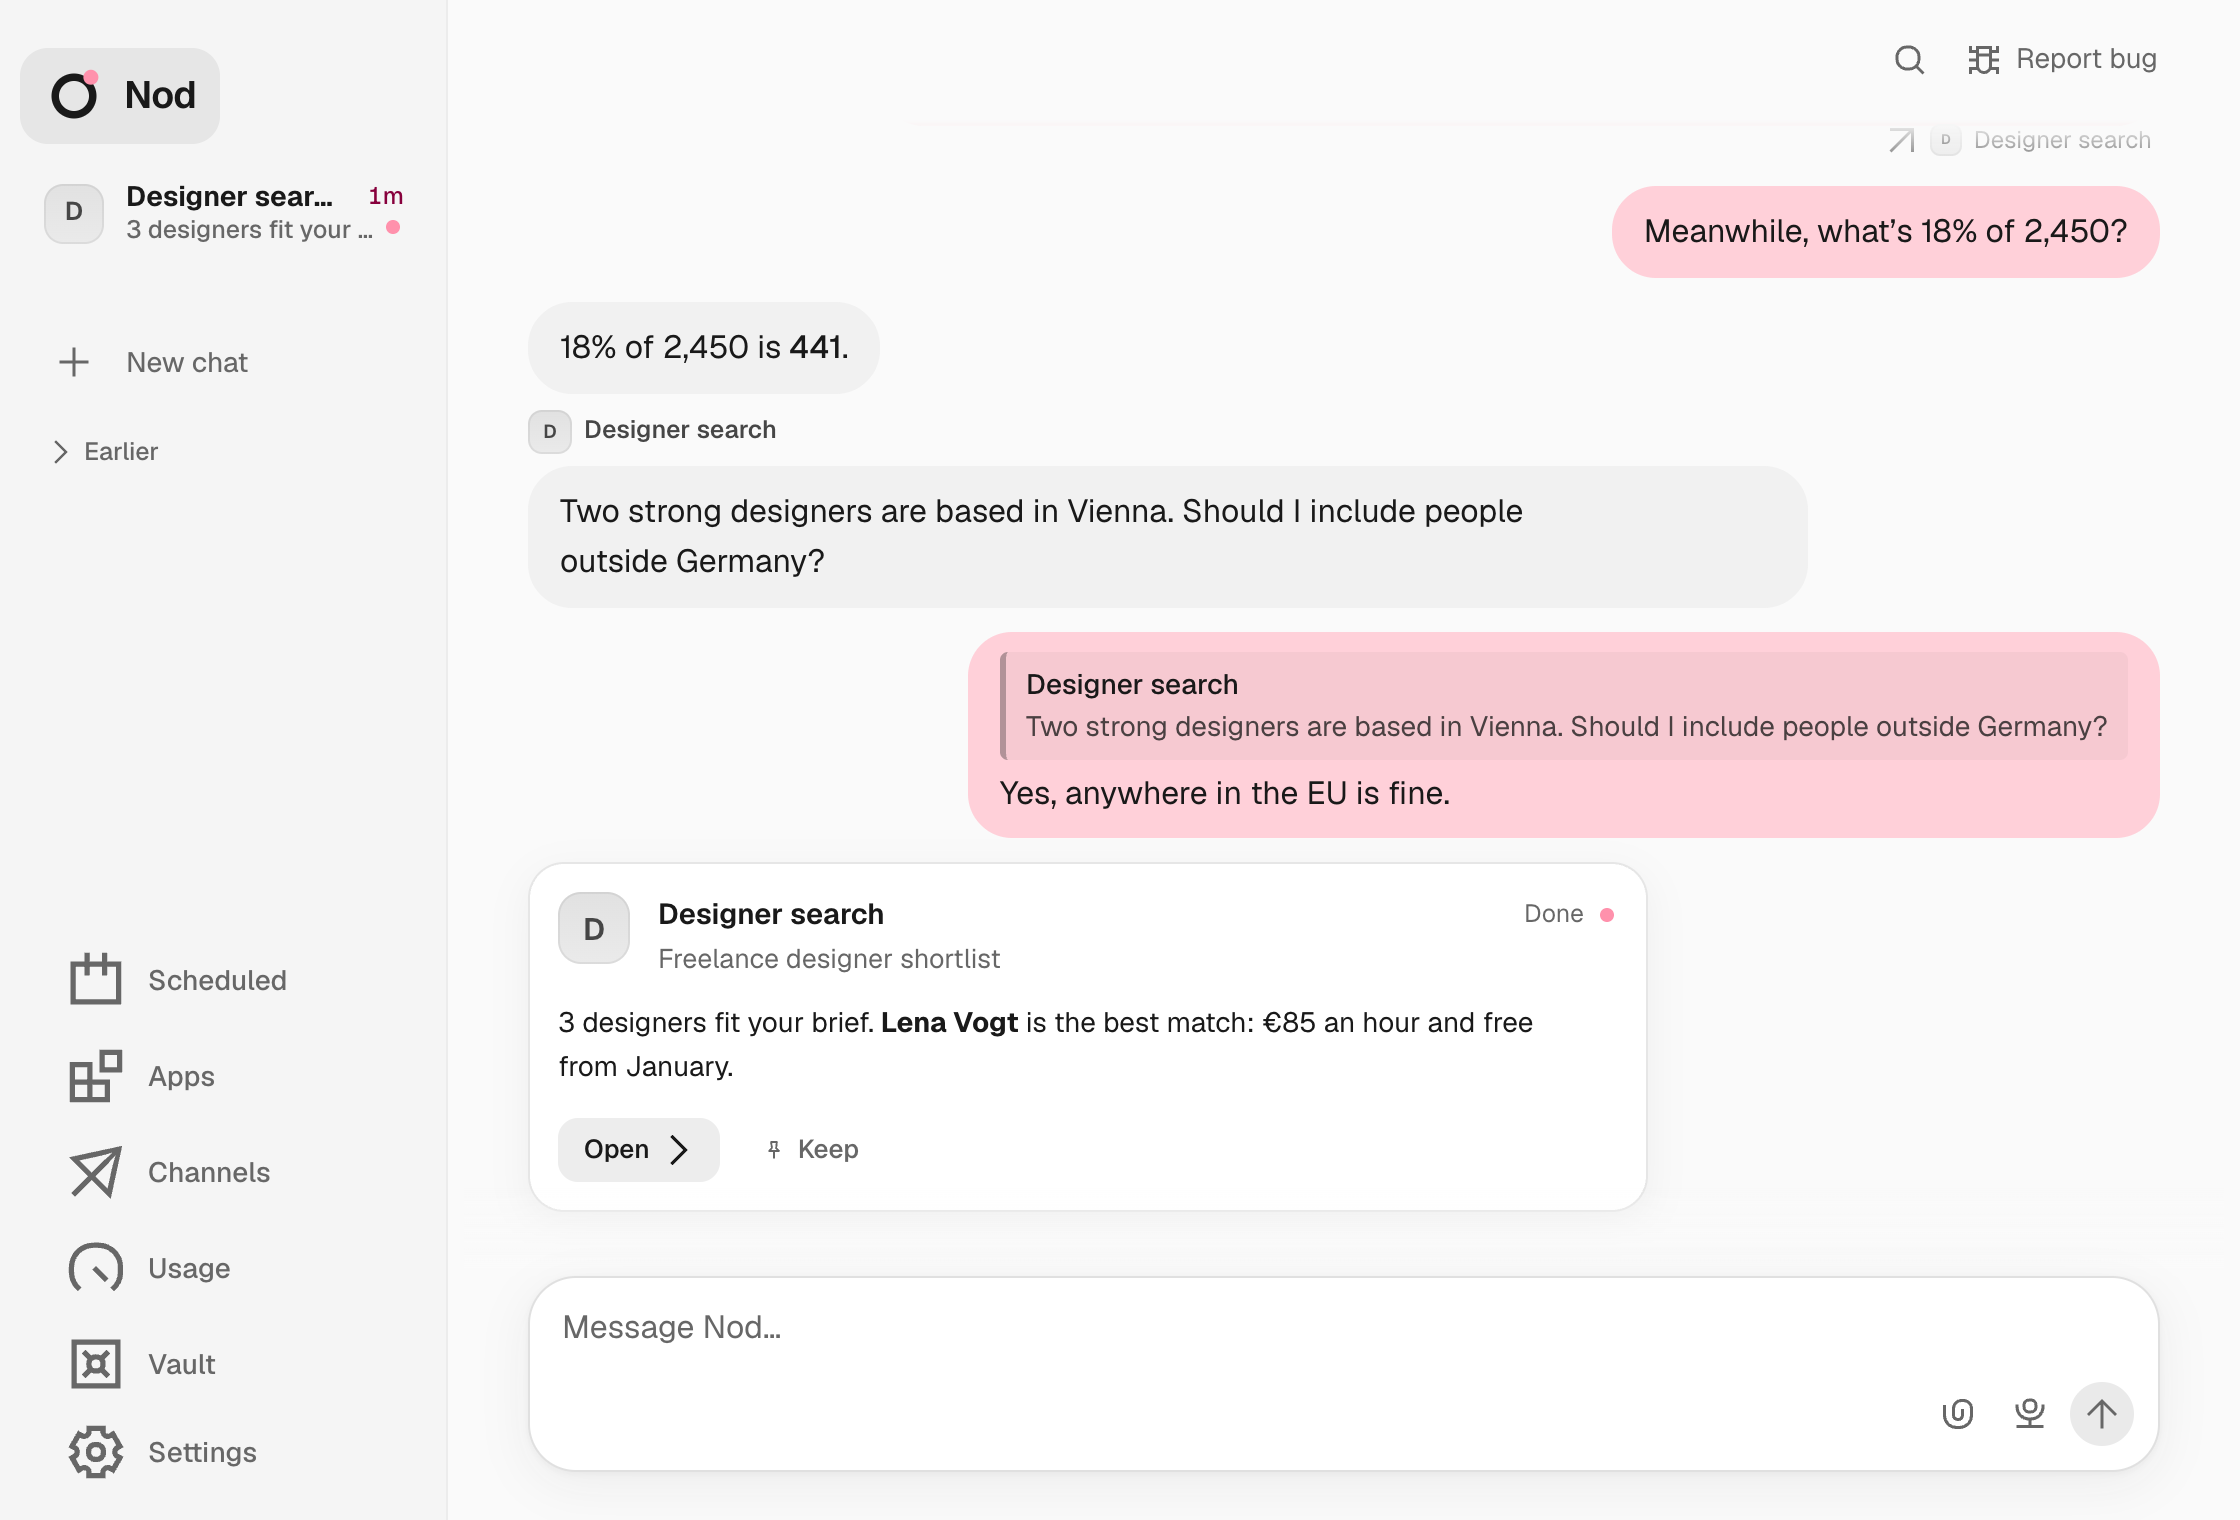 Nod
D
Designer sear...
1m
3 designers fit your ...
New chat
Earlier
Scheduled
Apps
Channels
Usage
Vault
Settings
Report bug
D
Designer search
Meanwhile, what’s 18% of 2,450?
18% of 2,450 is 441.
D
Designer search
Two strong designers are based in Vienna. Should I include people
outside Germany?
Designer search
Two strong designers are based in Vienna. Should I include people outside Germany?
Yes, anywhere in the EU is fine.
D
Designer search
Done
Freelance designer shortlist
3 designers fit your brief. Lena Vogt is the best match: €85 an hour and free
from January.
Open
Keep
Message Nod...